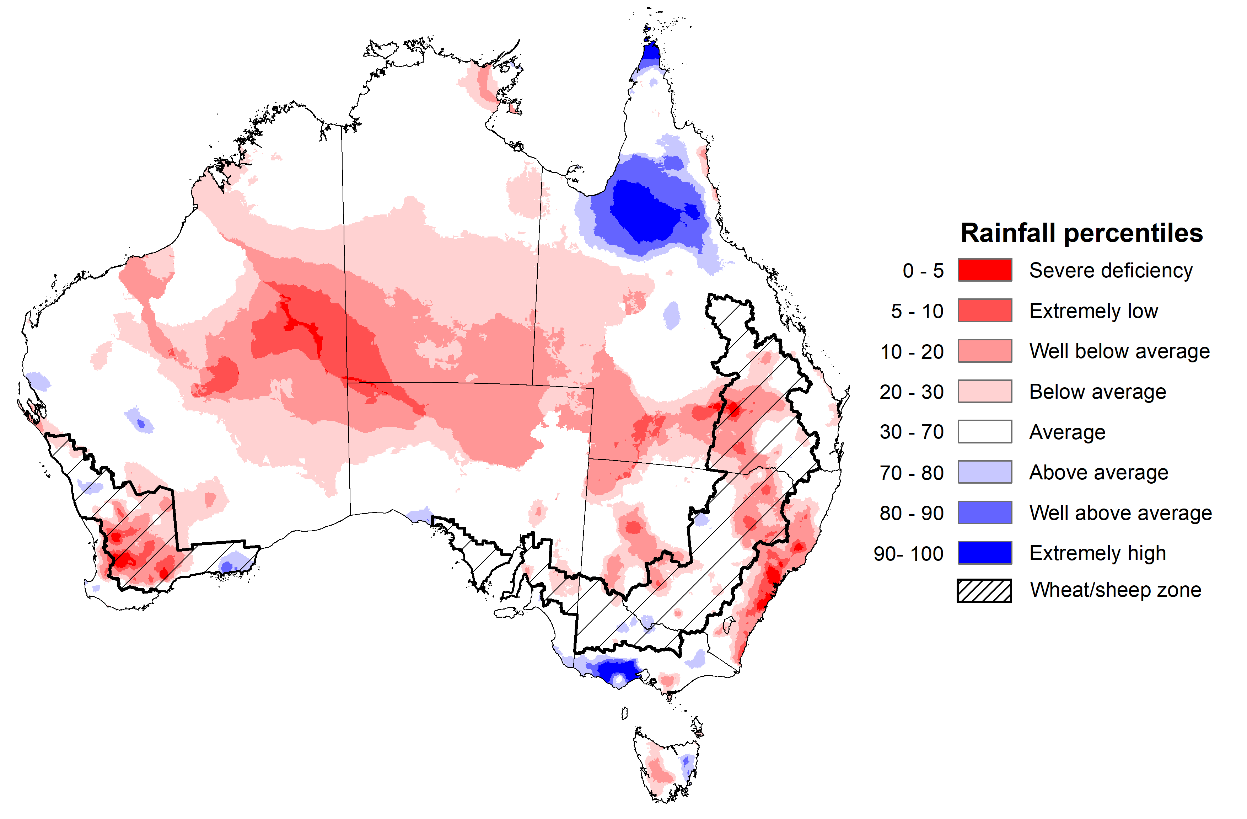 Rainfall percentiles
0 - 5 Severe deficiency
5 - 10 Extremely low
10 - 20 Well below average
20 - 30 Below average
30 - 70 Average
70 - 80 Above average
80 - 90 Well above average
90- 100 Extremely high
Wheat/sheep zone